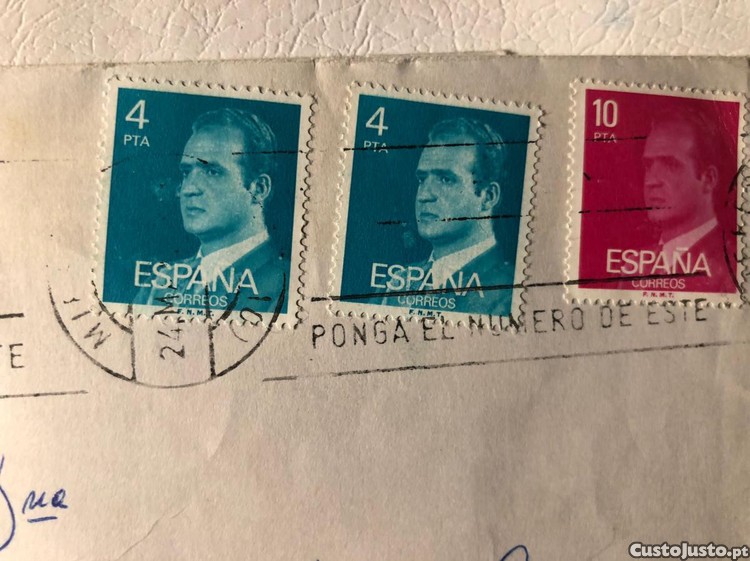 4
PTA
ESPAÑA
CORREOS
F.N.M.T.
4
PTA
ESPAÑA
CORREOS
F.N.M.T.
10
PTA
ESPAÑA
CORREOS
F.N.M.T.
PONGA EL NUMERO DE ESTE
TE
CustoJusto.pt